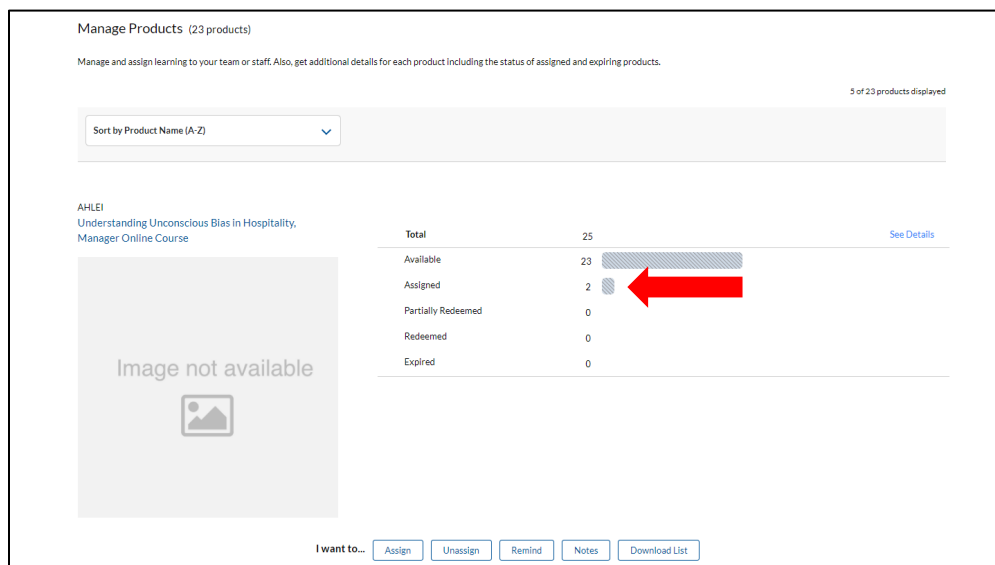 Manage Products (23 products)
Manage and assign learning to your team or staff. Also, get additional details for each product including the status of assigned and expiring products.
5 of 23 products displayed
Sort by Product Name (A-Z)
AHLEI
Understanding Unconscious Bias in Hospitality,
Manager Online Course
Image not available
Total 25 See Details
Available 23
Assigned 2
Partially Redeemed 0
Redeemed 0
Expired 0
I want to... Assign Unassign Remind Notes Download List